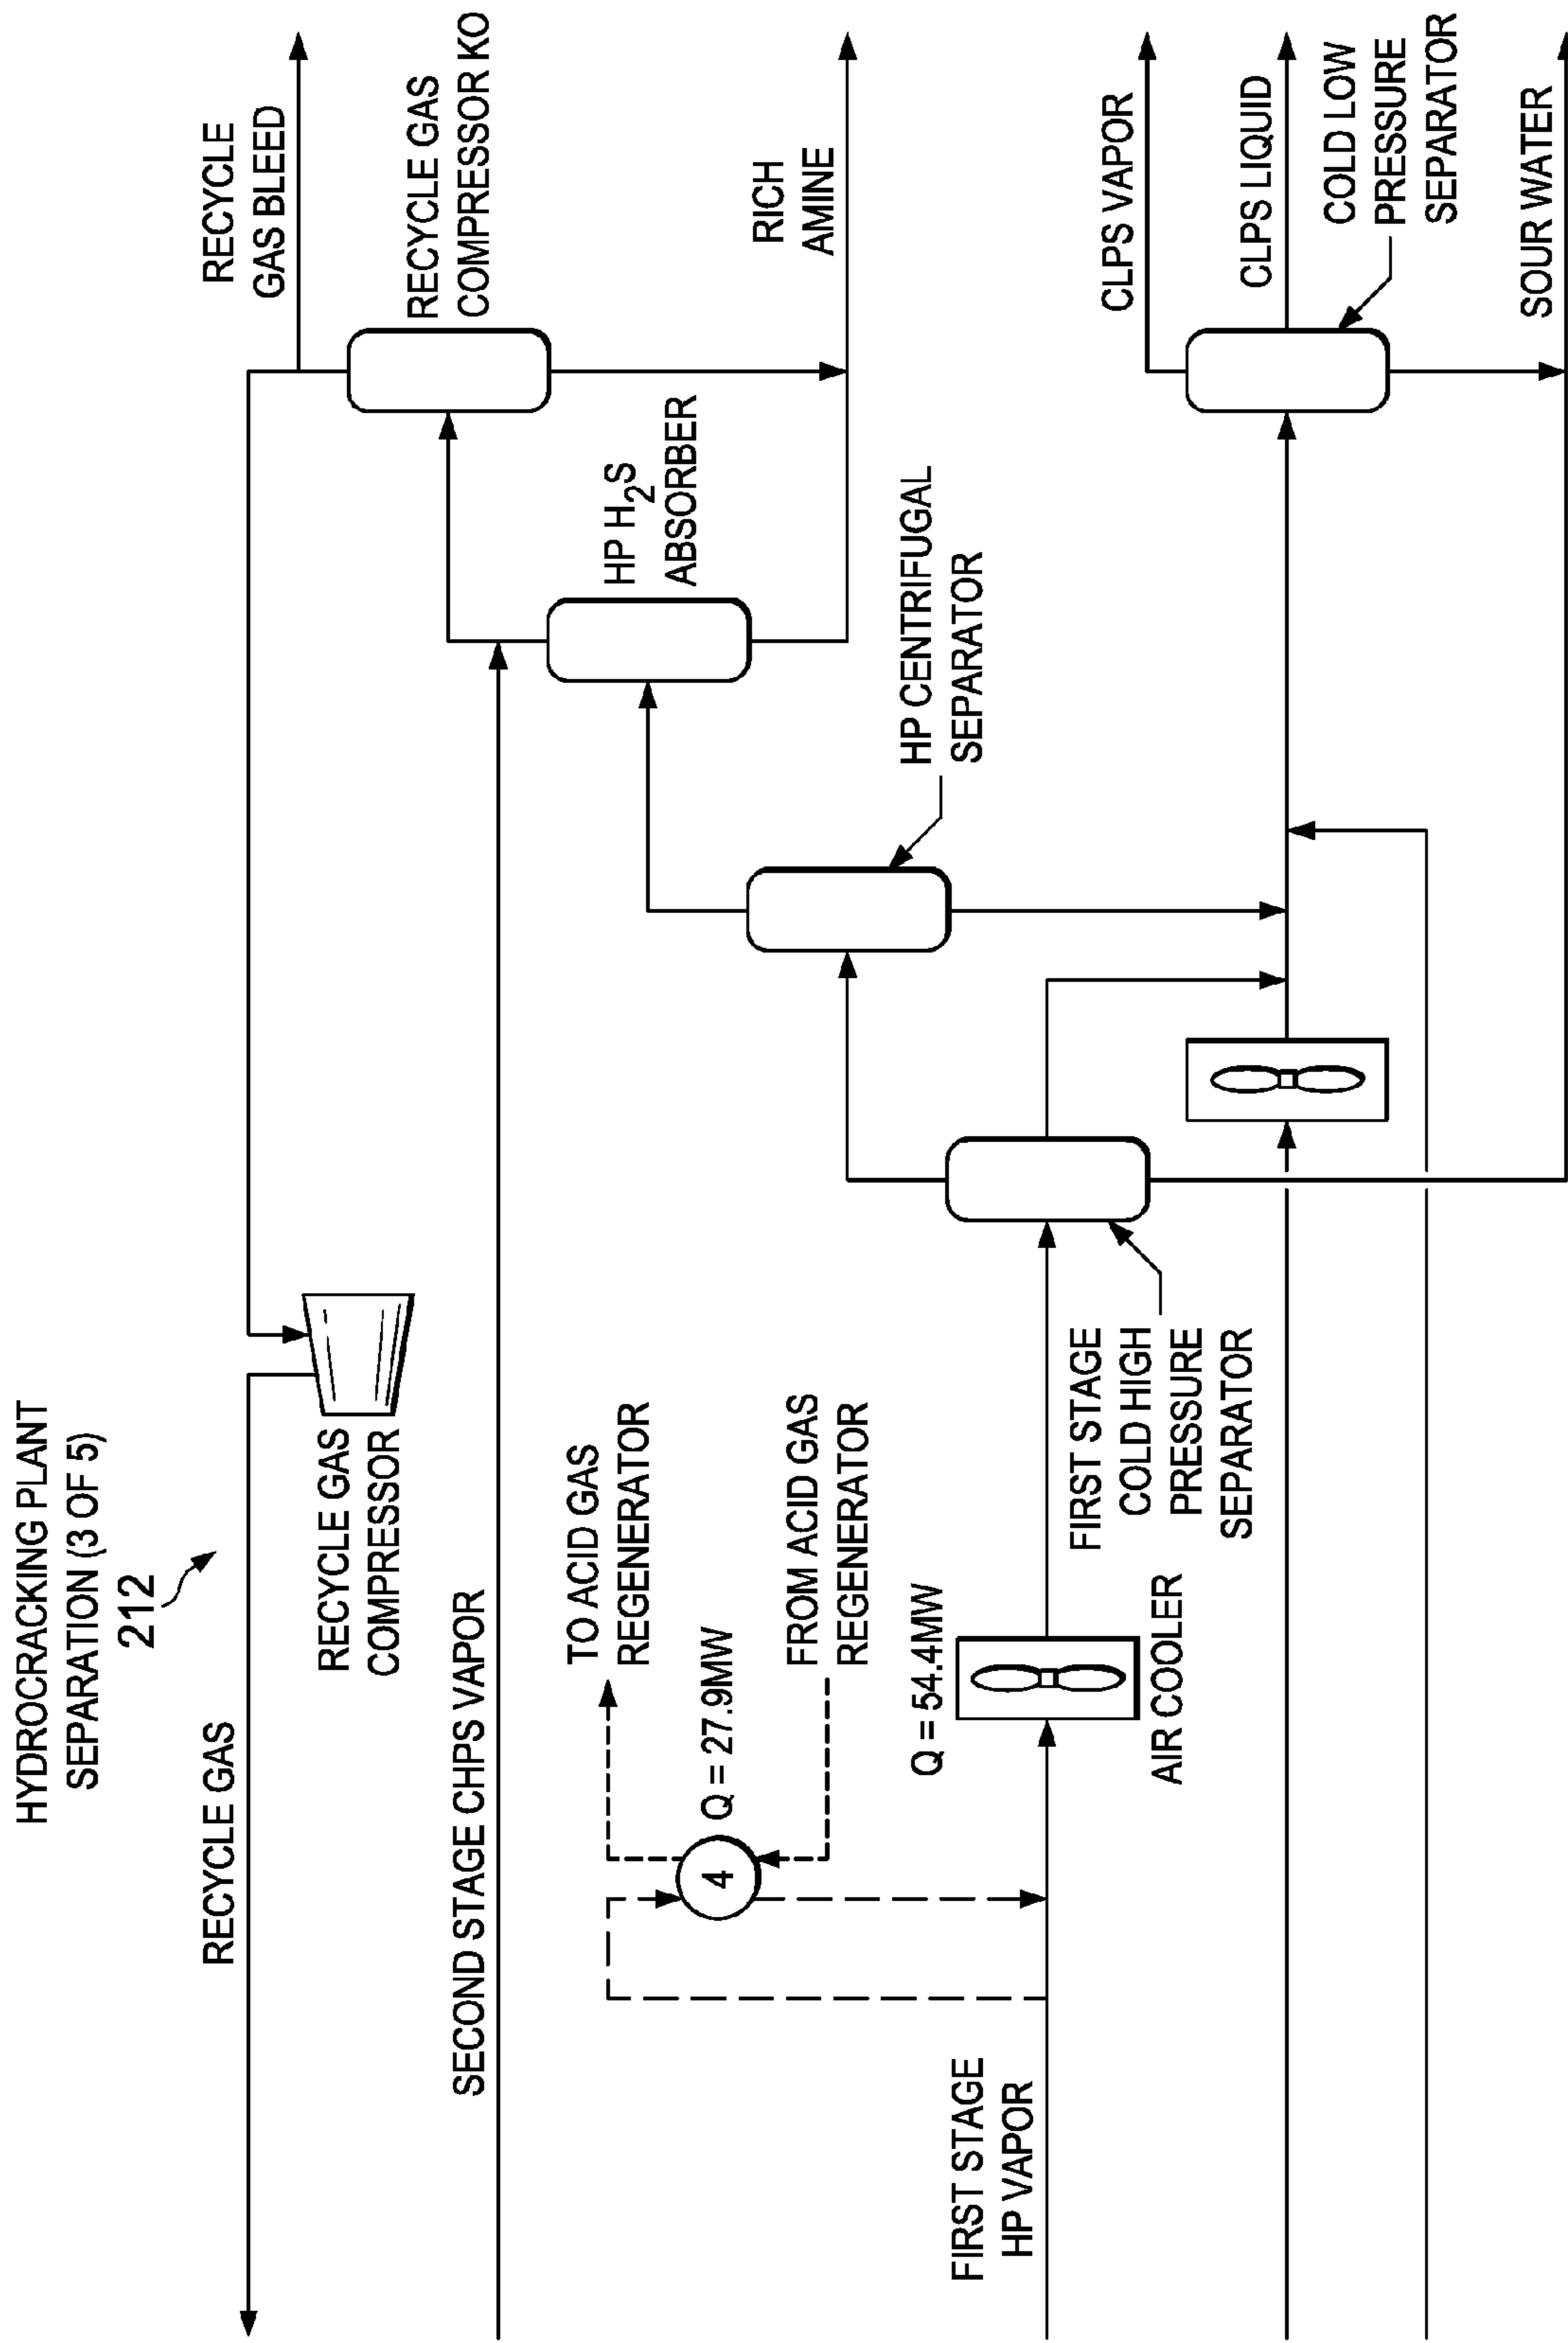 HYDROCRACKING PLANT
SEPARATION (3 OF 5)
212
RECYCLE GAS
RECYCLE GAS
COMPRESSOR
RECYCLE
GAS BLEED
RECYCLE GAS
COMPRESSOR KO
SECOND STAGE CHPS VAPOR
HP H2S
ABSORBER
RICH
AMINE
TO ACID GAS
REGENERATOR
4
Q = 27.9MW
FROM ACID GAS
REGENERATOR
HP CENTRIFUGAL
SEPARATOR
FIRST STAGE
HP VAPOR
Q = 54.4MW
AIR COOLER
FIRST STAGE
COLD HIGH
PRESSURE
SEPARATOR
CLPS VAPOR
CLPS LIQUID
COLD LOW
PRESSURE
SEPARATOR
SOUR WATER